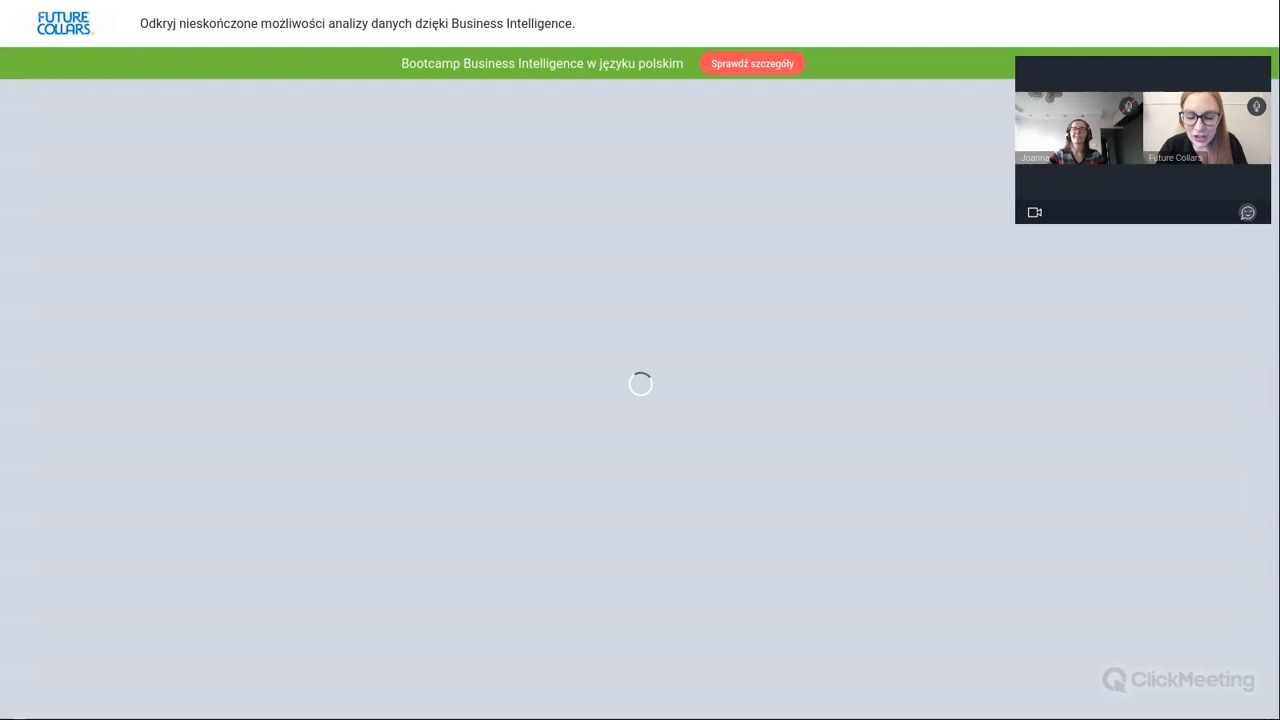 FUTURE
COLLARS.
Odkryj nieskończone możliwości analizy danych dzięki Business Intelligence.
Bootcamp Business Intelligence w języku polskim
Sprawdź szczegóły
Joanna
Future Collars
ClickMeeting